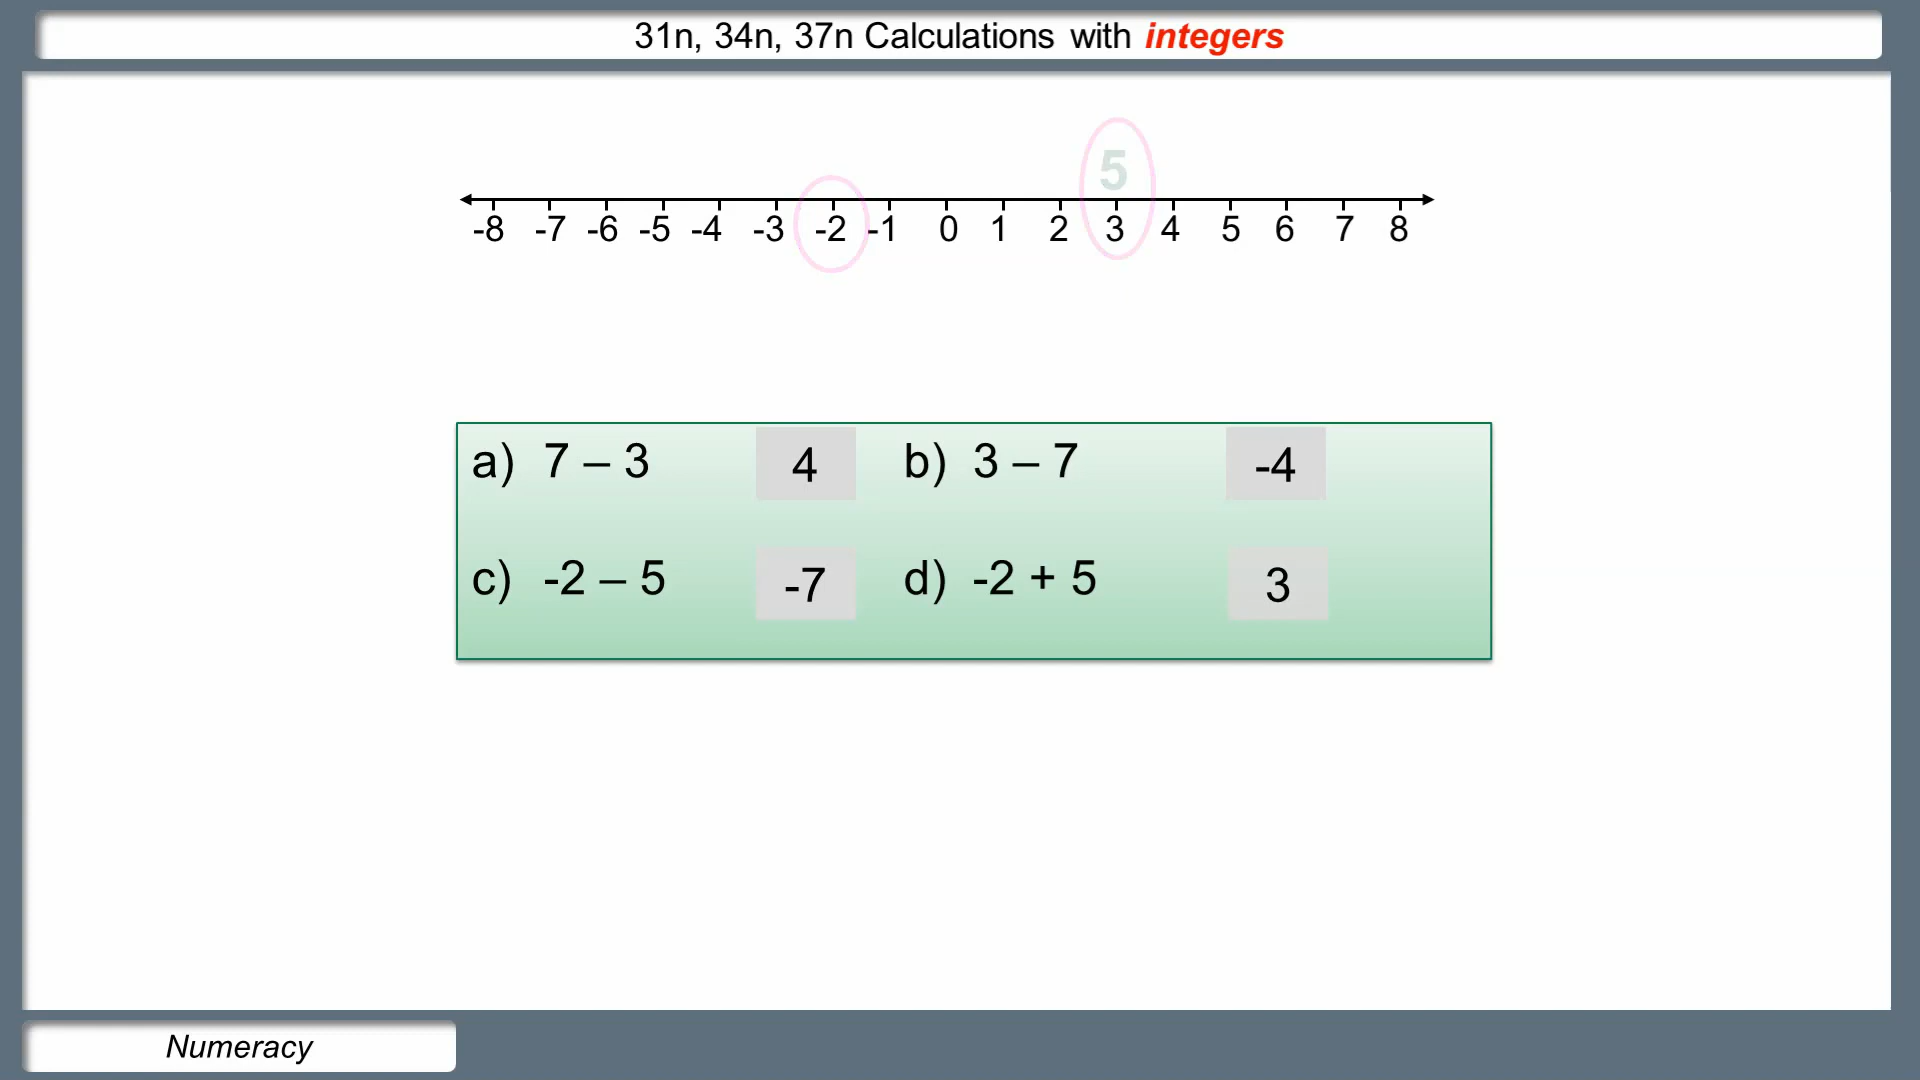 31n, 34n, 37n Calculations with integers
5
-8 -7 -6 -5 -4 -3 -2 -1 0 1 2 3 4 5 6 7 8
a) 7 – 3 4 b) 3 – 7 -4
c) -2 – 5 -7 d) -2 + 5 3
Numeracy